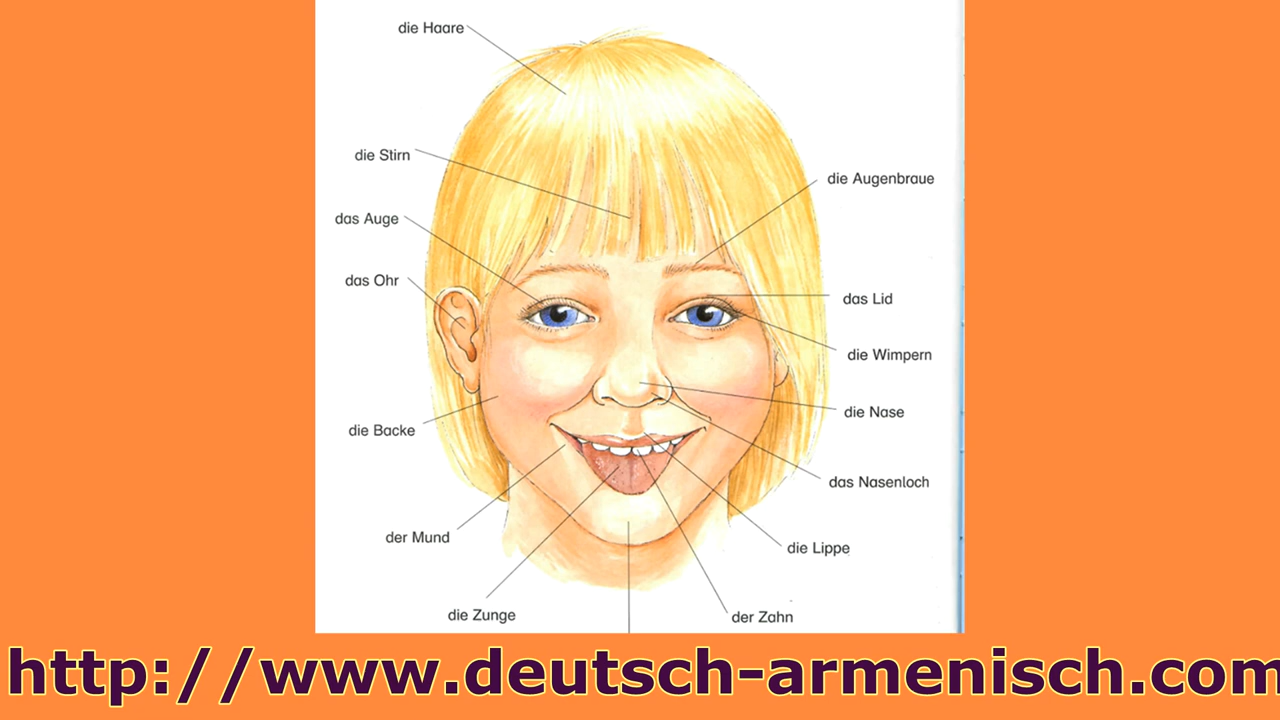 die Haare
die Stirn
die Augenbraue
das Auge
das Ohr
das Lid
die Wimpern
die Nase
die Backe
das Nasenloch
der Mund
die Lippe
die Zunge
der Zahn
http://www.deutsch-armenisch.com